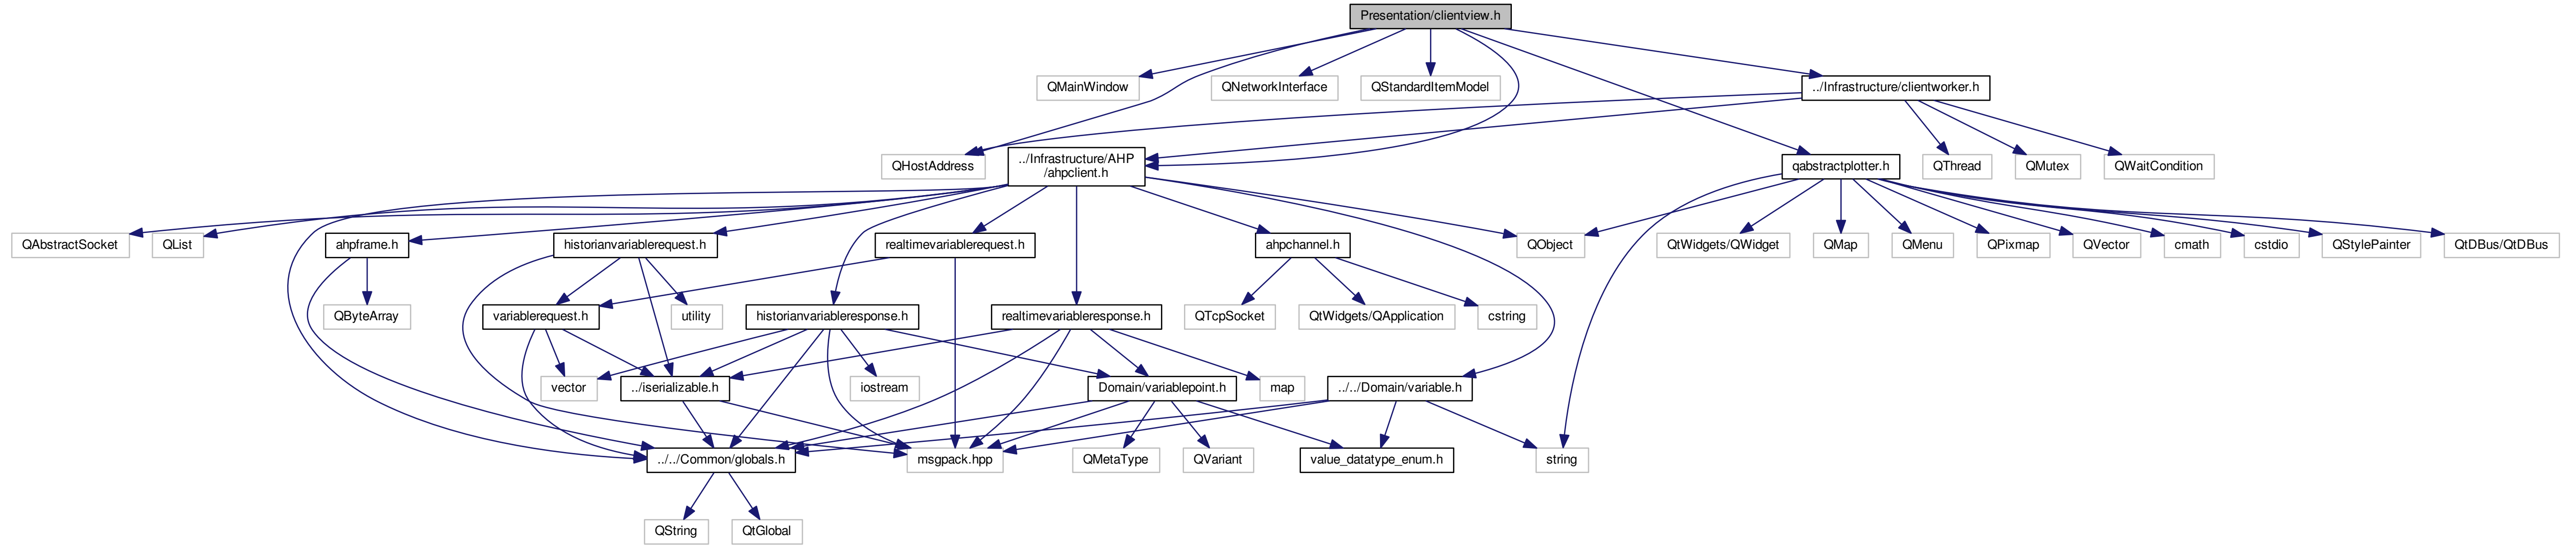 Presentation/clientview.h
QMainWindow
QNetworkInterface
QStandardItemModel
../Infrastructure/clientworker.h
QHostAddress
../Infrastructure/AHP
/ahpclient.h
qabstractplotter.h
QThread
QMutex
QWaitCondition
QAbstractSocket
QList
ahpframe.h
historianvariablerequest.h
realtimevariablerequest.h
ahpchannel.h
QObject
QtWidgets/QWidget
QMap
QMenu
QPixmap
QVector
cmath
cstdio
QStylePainter
QtDBus/QtDBus
QByteArray
variablerequest.h
utility
historianvariableresponse.h
realtimevariableresponse.h
QTcpSocket
QtWidgets/QApplication
cstring
vector
../iserializable.h
iostream
Domain/variablepoint.h
map
../../Domain/variable.h
../../Common/globals.h
msgpack.hpp
QMetaType
QVariant
value_datatype_enum.h
string
QString
QtGlobal